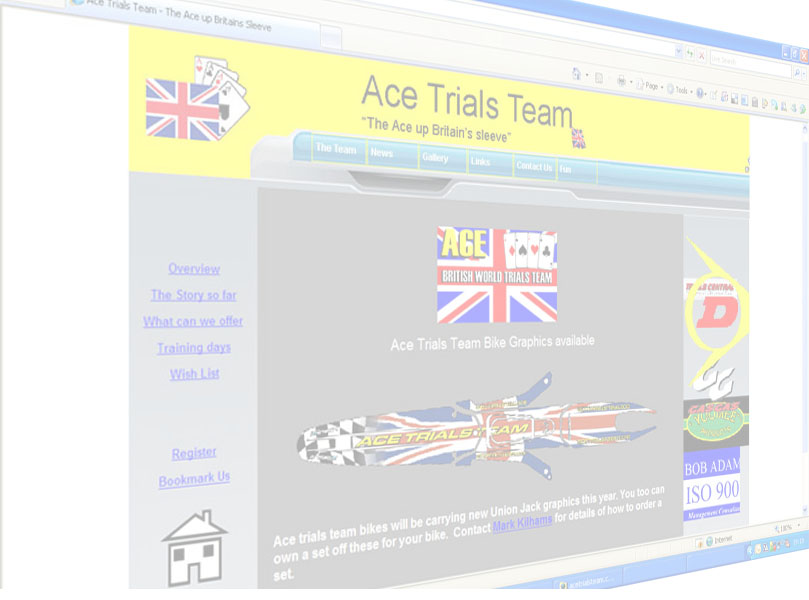 Ace Trials Team - The Ace up Britains Sleeve
Page
Tools
Ace Trials Team
"The Ace up Britain's sleeve"
The Team
News
Gallery
Links
Contact Us
Fun
Overview
The Story so far
What can we offer
Training days
Wish List
Register
Bookmark Us
ACE
BRITISH WORLD TRIALS TEAM
Ace Trials Team Bike Graphics available
ACE TRIALS TEAM
Ace trials team bikes will be carrying new Union Jack graphics this year. You too can
own a set off these for your bike. Contact Mark Kilhams for details of how to order a
set.
D
GASGAS
BOB ADAM
ISO 900
Internet
100%